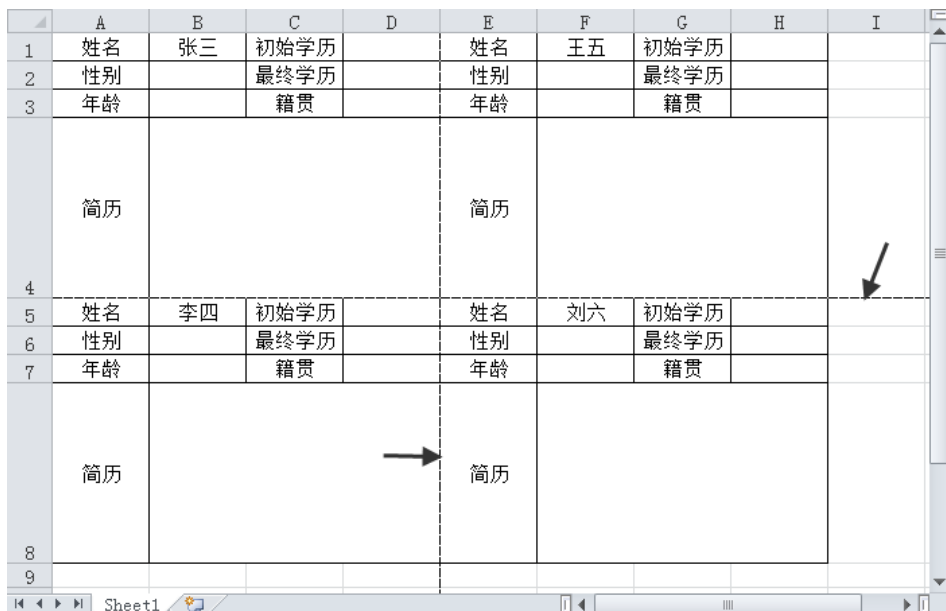 A B C D E F G H I
1 姓名 张三 初始学历 姓名 王五 初始学历
2 性别 最终学历 性别 最终学历
3 年龄 籍贯 年龄 籍贯
4 简历 简历
5 姓名 李四 初始学历 姓名 刘六 初始学历
6 性别 最终学历 性别 最终学历
7 年龄 籍贯 年龄 籍贯
8 简历 简历
9
Sheet1